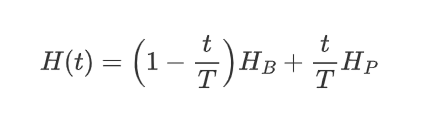 H(t) = (1 − t/T) H_B + t/T H_P